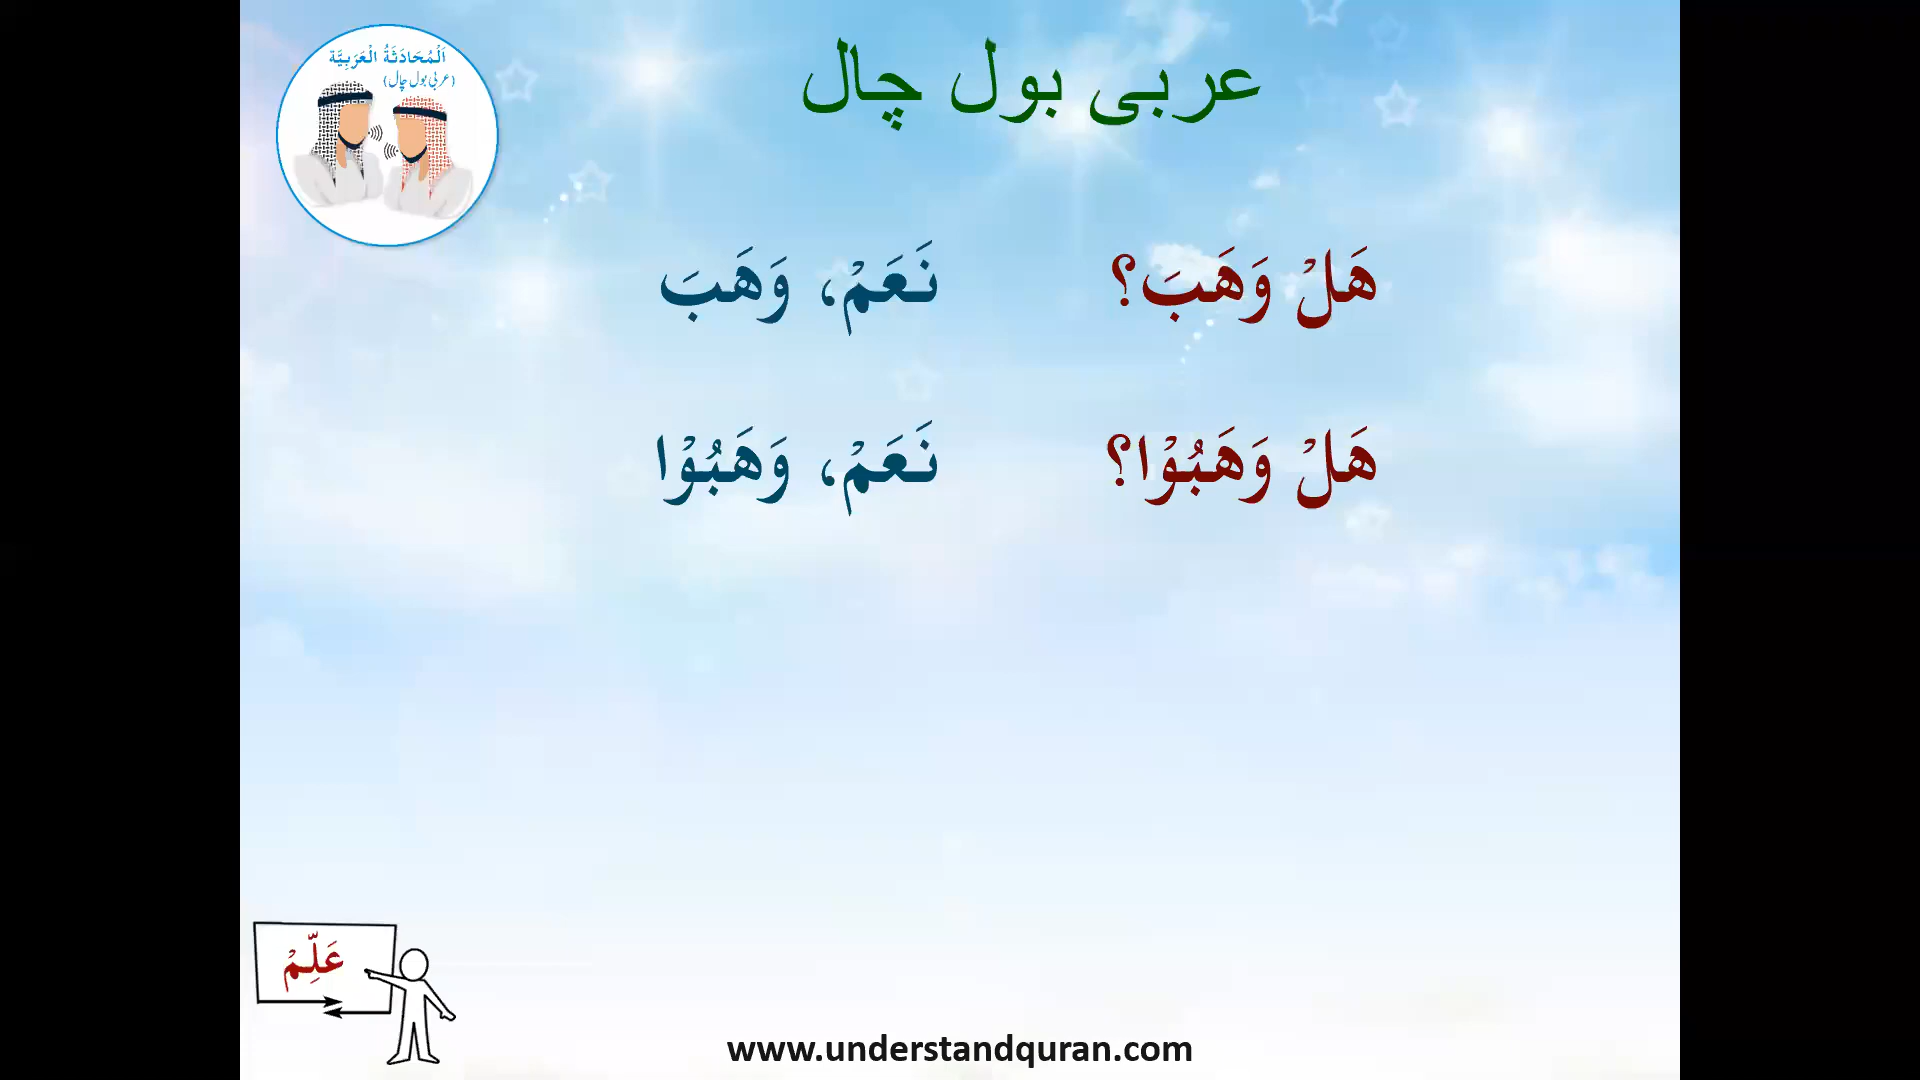 اَلْمُحَادَثَةُ الْعَرَبِيَّة
(عربی بول چال)
عربی بول چال
هَلْ وَهَبَ؟ نَعَمْ، وَهَبَ
هَلْ وَهَبُوْا؟ نَعَمْ، وَهَبُوْا
عَلِّمْ
www.understandquran.com